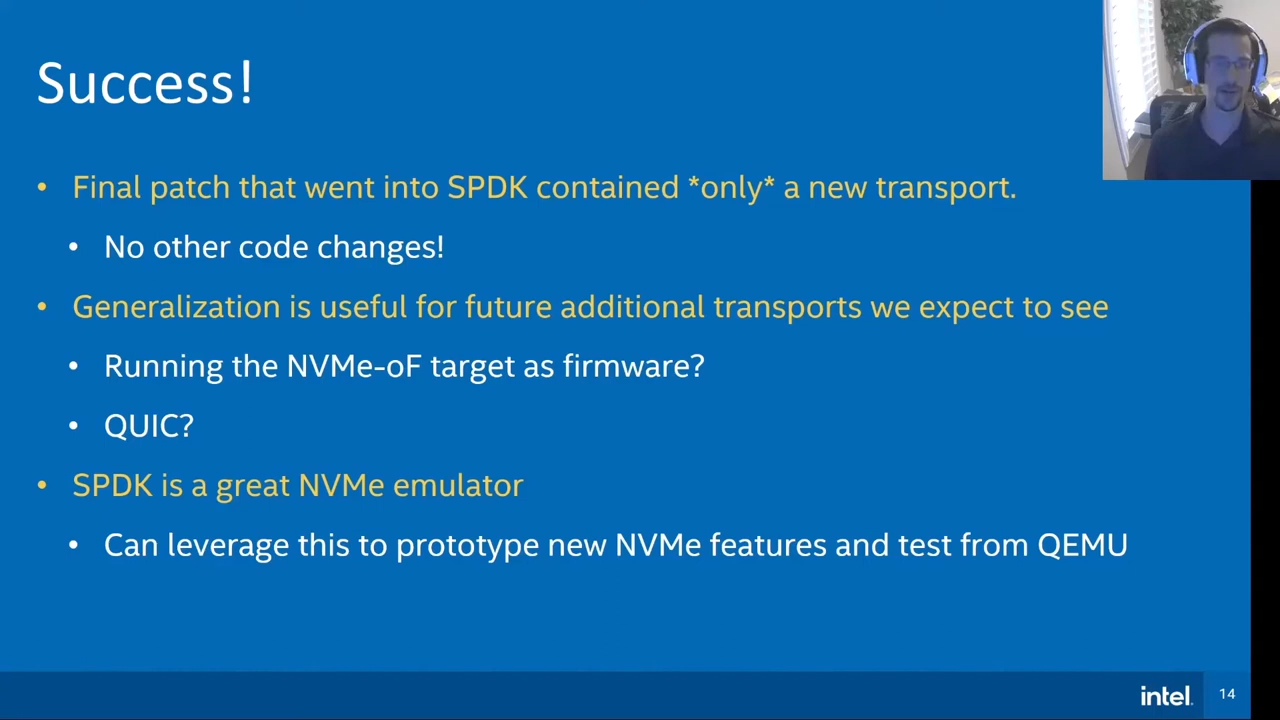 Success!
• Final patch that went into SPDK contained *only* a new transport.
• No other code changes!
• Generalization is useful for future additional transports we expect to see
• Running the NVMe-oF target as firmware?
• QUIC?
• SPDK is a great NVMe emulator
• Can leverage this to prototype new NVMe features and test from QEMU
intel. 14